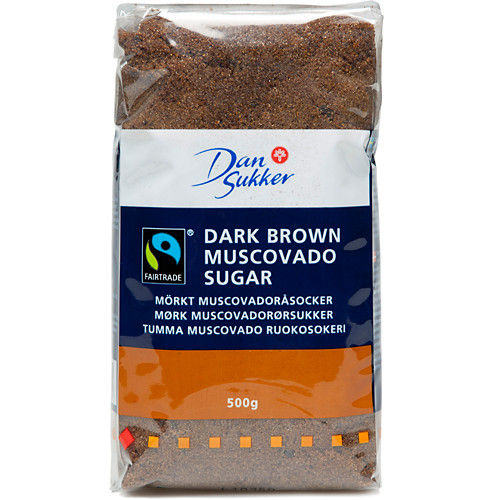 Dan
Sukker
®
FAIRTRADE
DARK BROWN
MUSCOVADO
SUGAR
MÖRKT MUSCOVADORÅSOCKER
MØRK MUSCOVADORØRSUKKER
TUMMA MUSCOVADO RUOKOSOKERI
500g